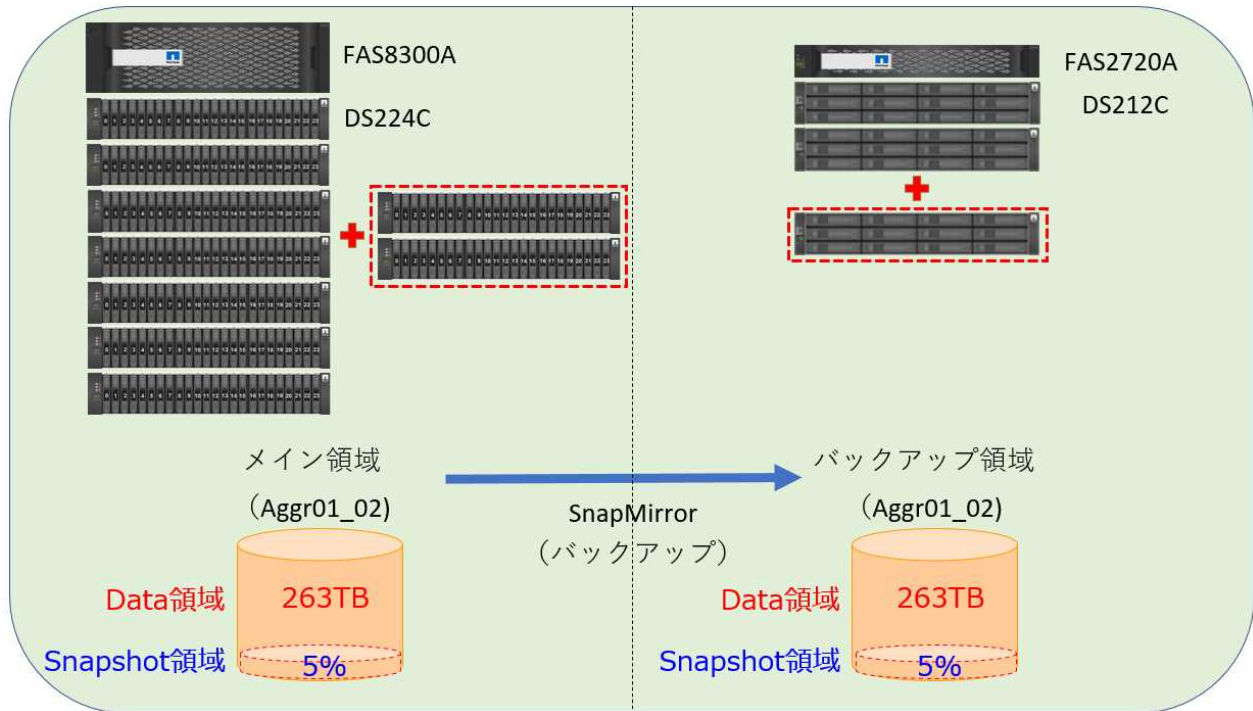 FAS8300A
DS224C
FAS2720A
DS212C
メイン領域
（Aggr01_02）
SnapMirror
（バックアップ）
バックアップ領域
（Aggr01_02）
Data領域
263TB
Snapshot領域
5%
Data領域
263TB
Snapshot領域
5%